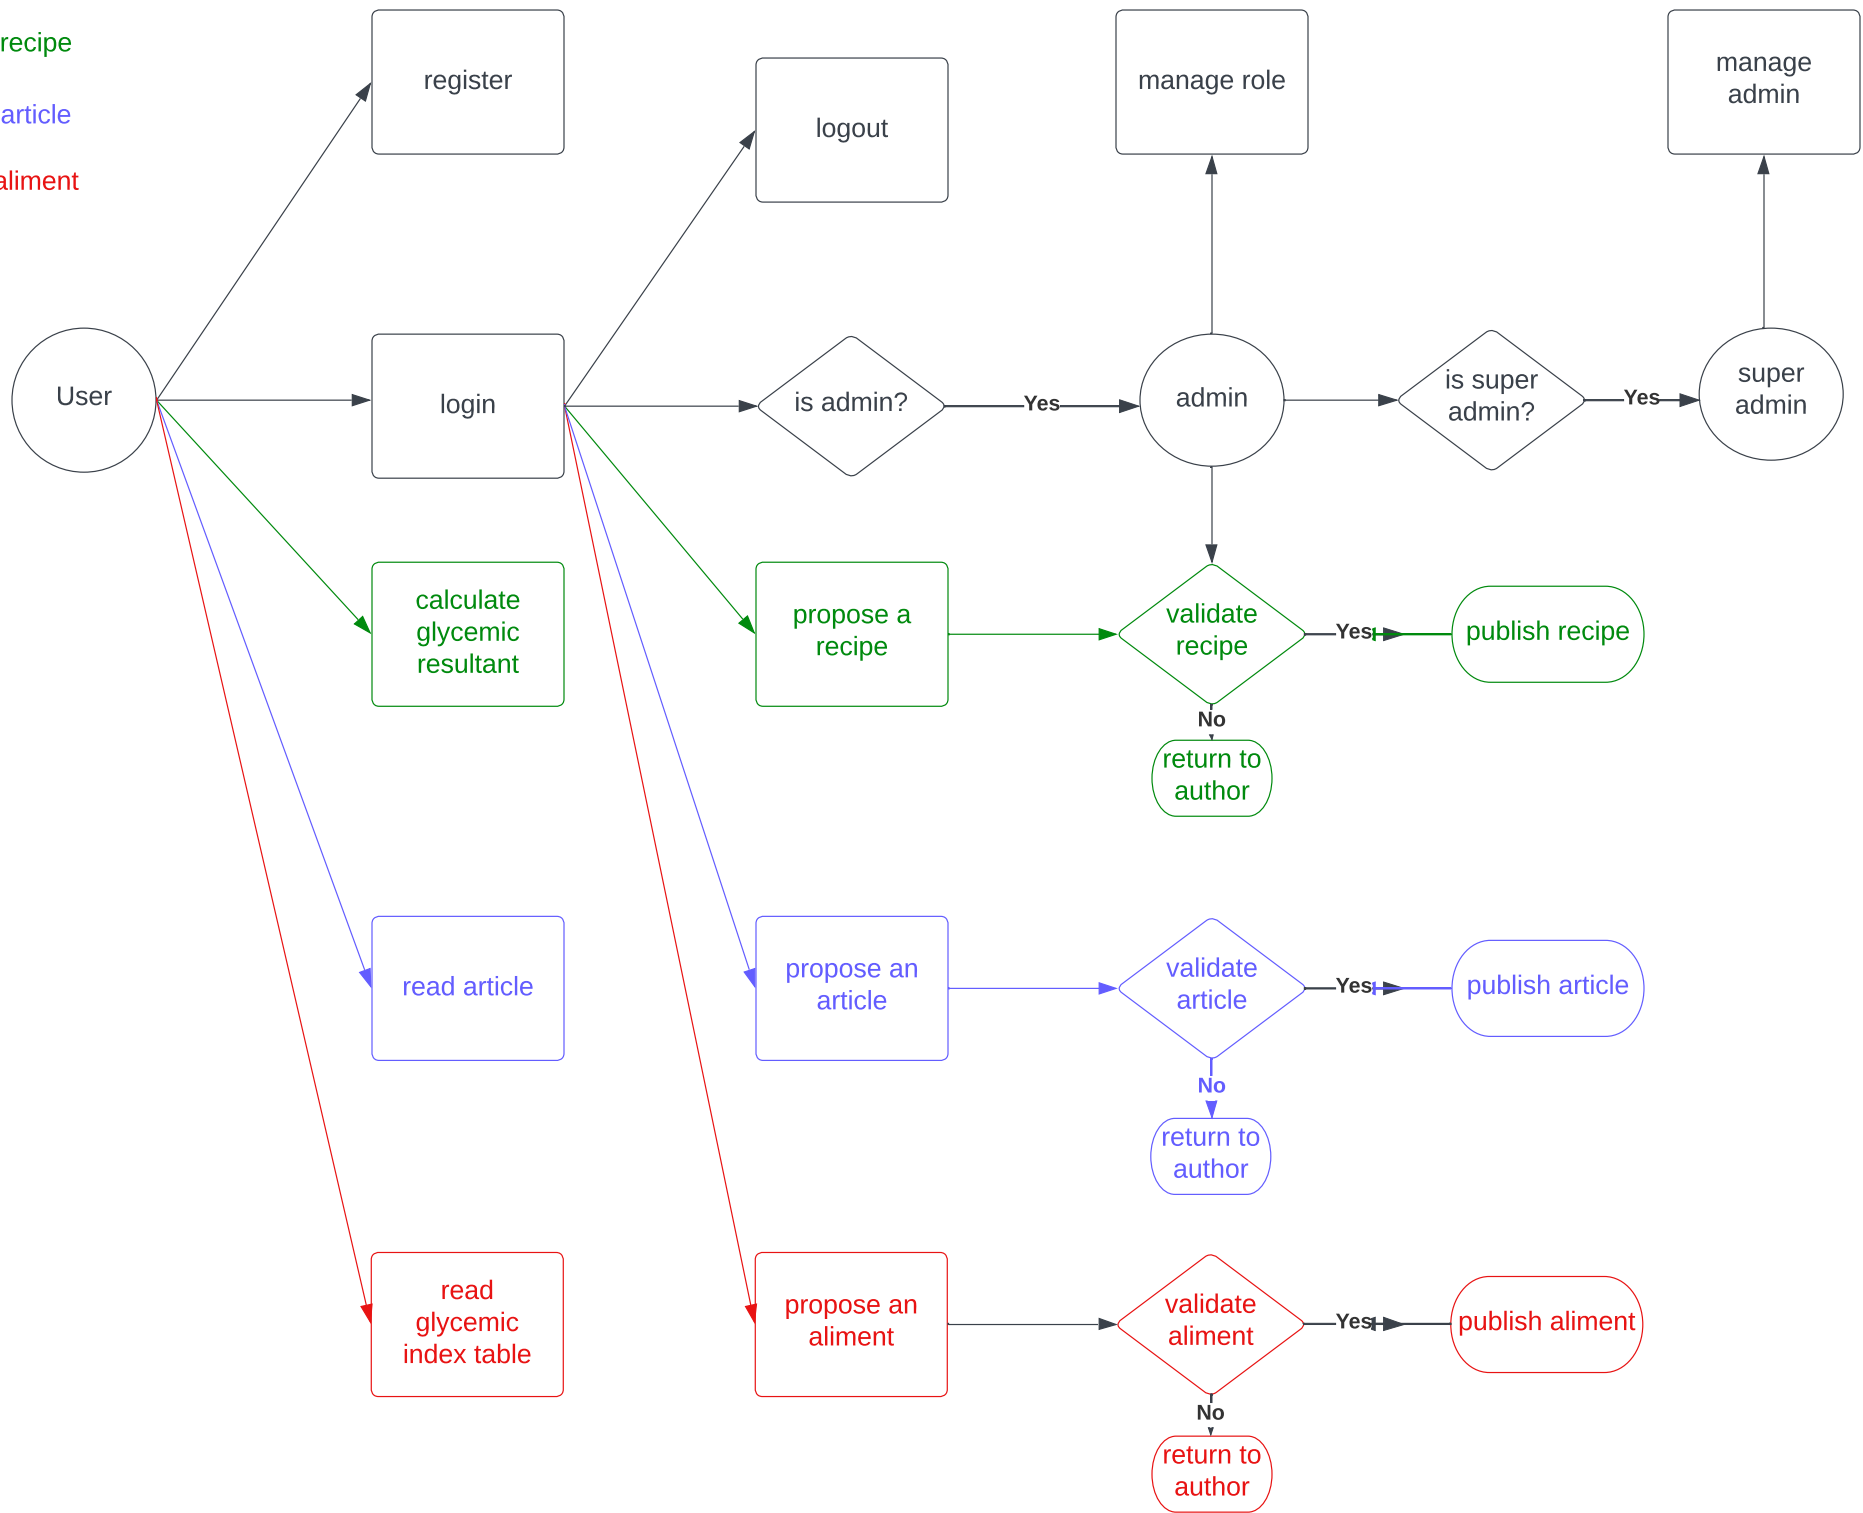 recipe
article
aliment
register
manage role
manage
admin
logout
User
login
is admin?
Yes
admin
is super
admin?
Yes
super
admin
calculate
glycemic
resultant
propose a
recipe
validate
recipe
Yes
publish recipe
No
return to
author
read article
propose an
article
validate
article
Yes
publish article
No
return to
author
read
glycemic
index table
propose an
aliment
validate
aliment
Yes
publish aliment
No
return to
author